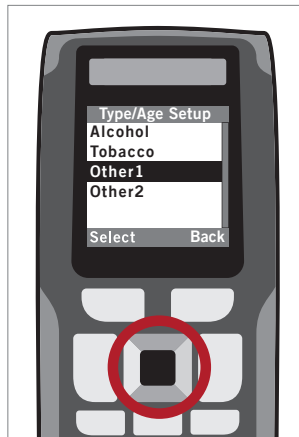 Type/Age Setup
Alcohol
Tobacco
Other1
Other2
Select Back